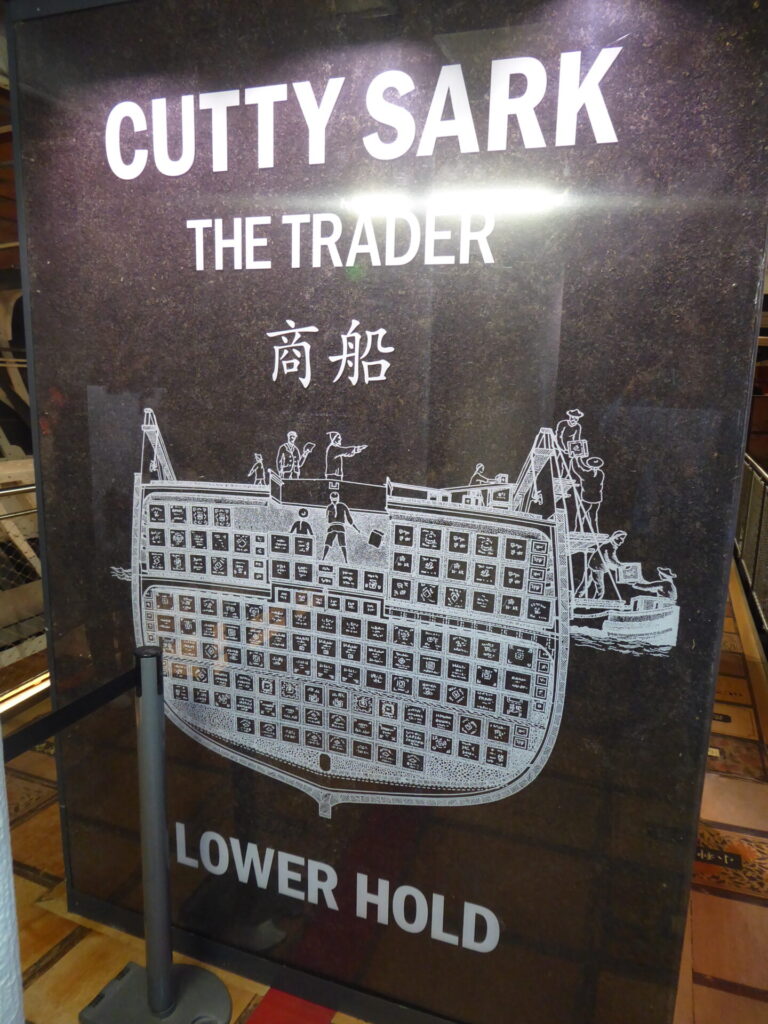 CUTTY SARK
THE TRADER
商船
LOWER HOLD